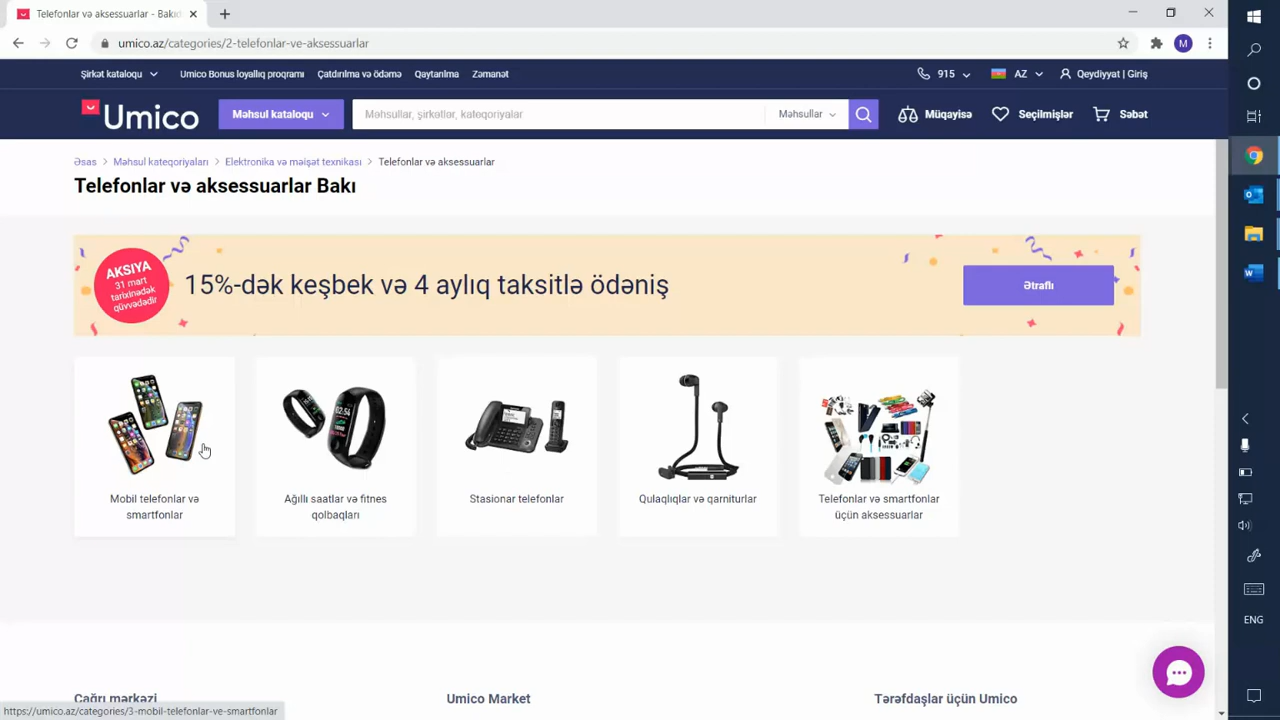 Telefonlar və aksessuarlar - Bakıd
umico.az/categories/2-telefonlar-ve-aksessuarlar
M
Şirkət kataloqu
Umico Bonus loyallıq proqramı
Çatdırılma və ödəmə
Qaytarılma
Zəmanət
915
AZ
Qeydiyyat | Giriş
Umico
Məhsul kataloqu
Məhsullar, şirkətlər, kateqoriyalar
Məhsullar
Müqayisə
Seçilmişlər
Səbət
Əsas > Məhsul kateqoriyaları > Elektronika və məişət texnikası > Telefonlar və aksessuarlar
Telefonlar və aksessuarlar Bakı
AKSIYA
31 mart
tarixinədək
qüvvədədir
15%-dək keşbek və 4 aylıq taksitlə ödəniş
Ətraflı
Mobil telefonlar və
smartfonlar
Ağıllı saatlar və fitnes
qolbaqları
Stasionar telefonlar
Qulaqlıqlar və qarniturlar
Telefonlar və smartfonlar
üçün aksessuarlar
Çağrı mərkəzi
Umico Market
Tərəfdaşlar üçün Umico
https://umico.az/categories/3-mobil-telefonlar-ve-smartfonlar
ENG